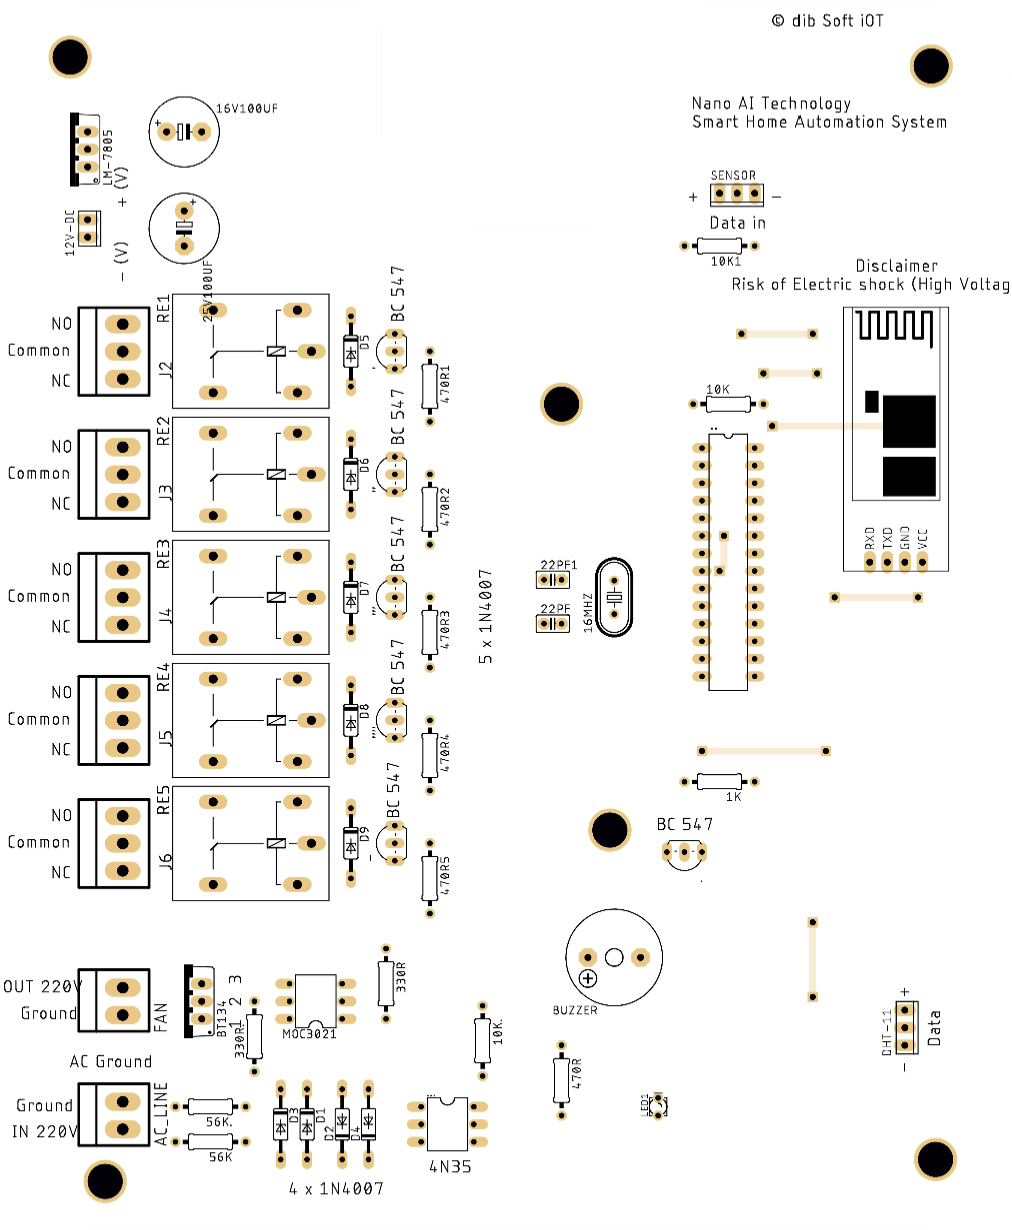 © dib Soft iOT
16V100UF
Nano AI Technology
Smart Home Automation System
LM-7805
+ (V)
SENSOR
+ -
Data in
12V-DC
- (V)
10K1
25V100UF
Disclaimer
Risk of Electric shock (High Voltag
NO
Common
NC
RE1
J2
D5
BC 547
470R1
10K
NO
Common
NC
RE2
J3
D6
BC 547
470R2
NO
Common
NC
RE3
J4
D7
BC 547
470R3
5 x 1N4007
22PF1
22PF
16MHZ
RXD
TXD
GND
VCC
NO
Common
NC
RE4
J5
D8
BC 547
470R4
1K
NO
Common
NC
RE5
J6
D9
BC 547
470R5
BC 547
OUT 220V
Ground
FAN
BT134
1 2 3
330R1
MOC3021
330R
10K.
BUZZER
+
DHT-11
Data
-
AC Ground
470R
LED1
Ground
IN 220V
AC_LINE
56K.
56K
D3
D1
D2
D4
4N35
4 x 1N4007